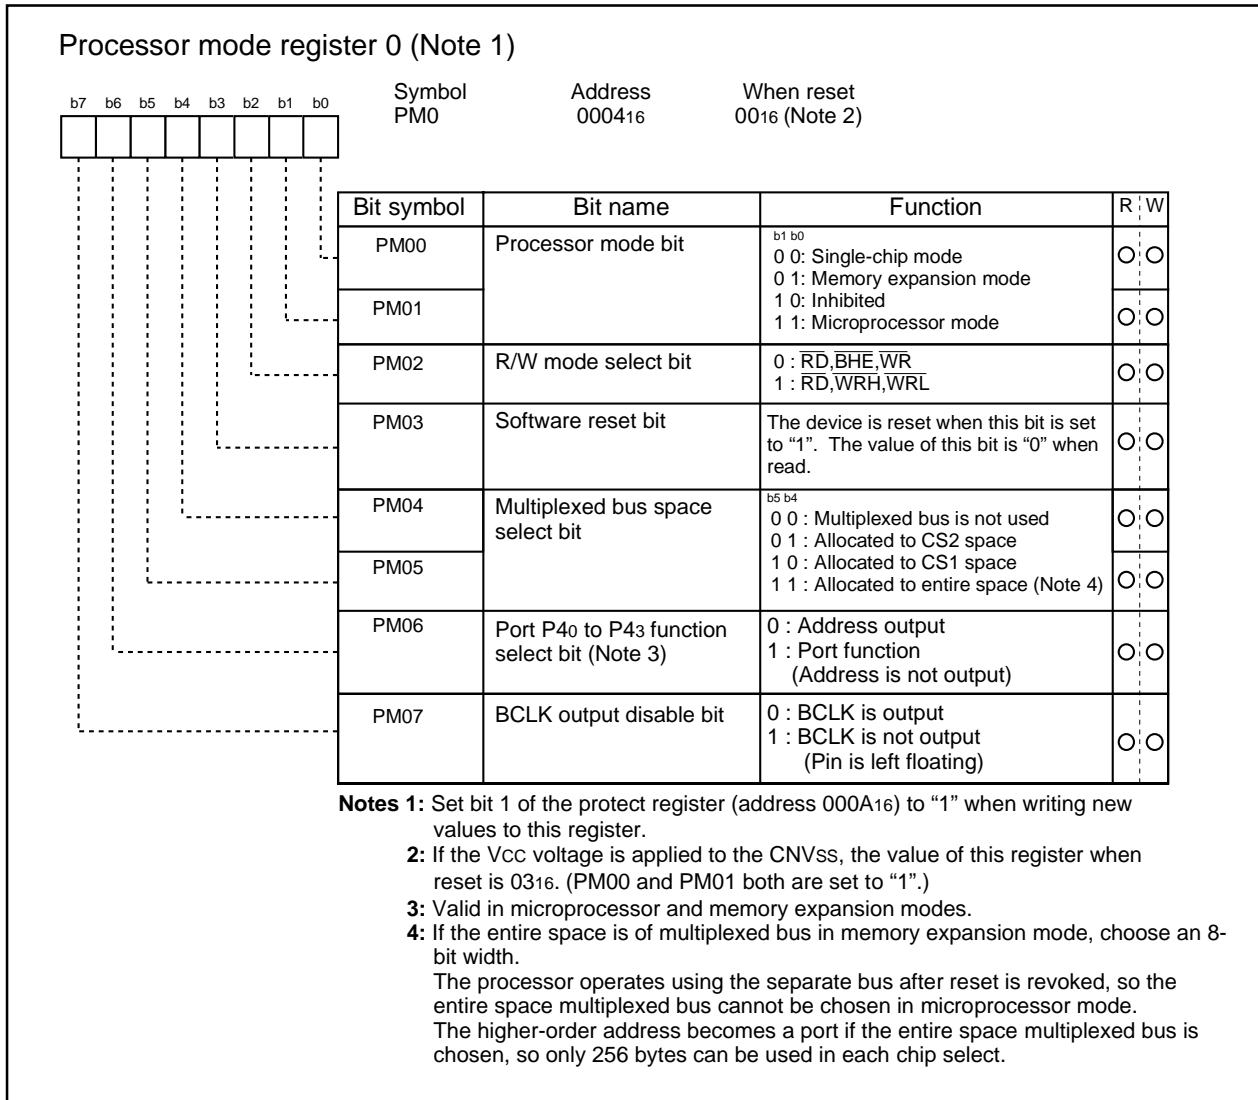 Processor mode register 0 (Note 1)
Symbol Address When reset
b7 b6 b5 b4 b3 b2 b1 b0
PM0 000416 0016 (Note 2)
Bit symbol Bit name Function R W
PM00 Processor mode bit
b1 b0
0 0: Single-chip mode
0 1: Memory expansion mode
PM01
1 0: Inhibited
1 1: Microprocessor mode
PM02 R/W mode select bit
0 : RD,BHE,WR
1 : RD,WRH,WRL
PM03 Software reset bit
The device is reset when this bit is set
to “1”. The value of this bit is “0” when
read.
PM04 Multiplexed bus space
select bit
b5 b4
0 0 : Multiplexed bus is not used
0 1 : Allocated to CS2 space
PM05
1 0 : Allocated to CS1 space
1 1 : Allocated to entire space (Note 4)
PM06 Port P40 to P43 function
select bit (Note 3)
0 : Address output
1 : Port function
(Address is not output)
PM07 BCLK output disable bit
0 : BCLK is output
1 : BCLK is not output
(Pin is left floating)
Notes 1: Set bit 1 of the protect register (address 000A16) to “1” when writing new
values to this register.
2: If the VCC voltage is applied to the CNVSS, the value of this register when
reset is 0316. (PM00 and PM01 both are set to “1”.)
3: Valid in microprocessor and memory expansion modes.
4: If the entire space is of multiplexed bus in memory expansion mode, choose an 8-
bit width.
The processor operates using the separate bus after reset is revoked, so the
entire space multiplexed bus cannot be chosen in microprocessor mode.
The higher-order address becomes a port if the entire space multiplexed bus is
chosen, so only 256 bytes can be used in each chip select.